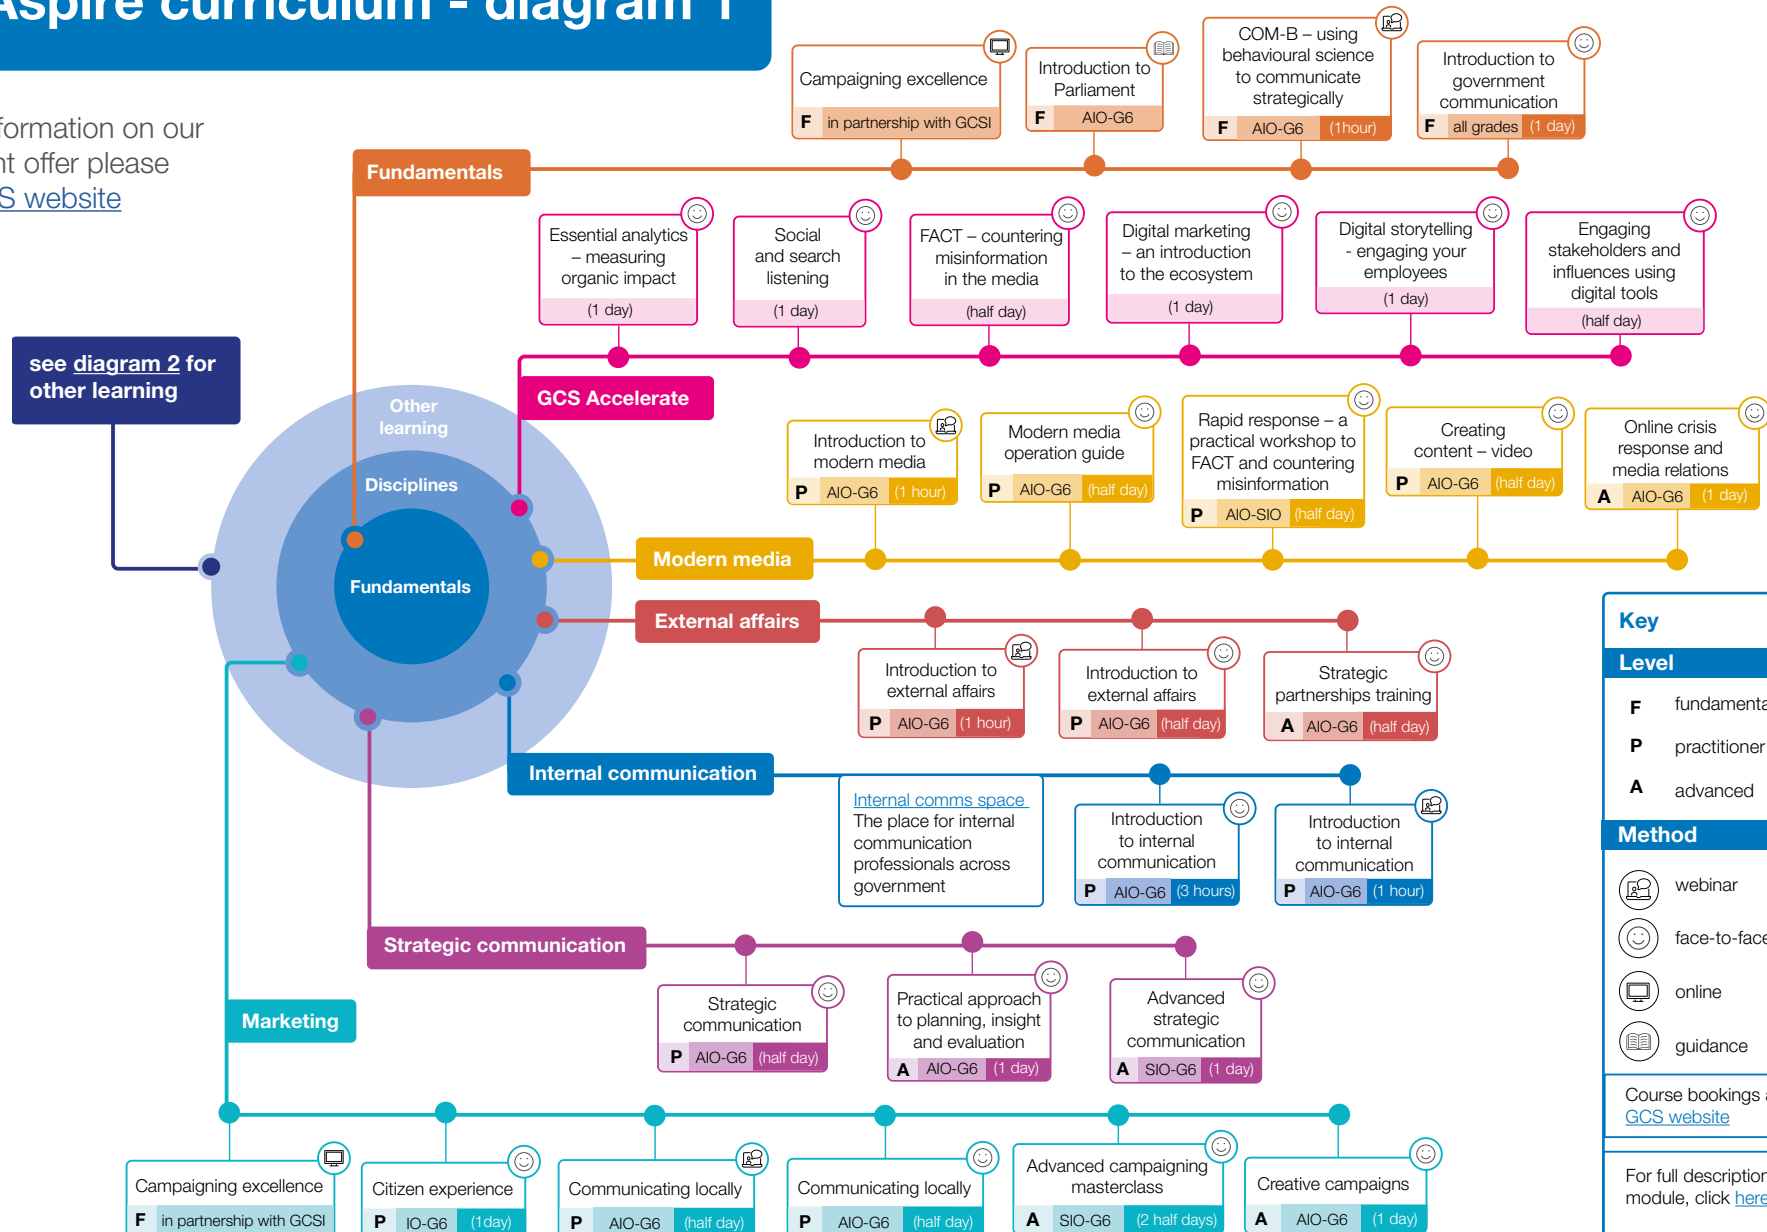 Aspire curriculum - diagram 1
formation on our
nt offer please
S website
Campaigning excellence
F in partnership with GCSI
Introduction to
Parliament
F AIO-G6
COM-B – using
behavioural science
to communicate
strategically
F AIO-G6 (1hour)
Introduction to
government
communication
F all grades (1 day)
Fundamentals
Essential analytics
– measuring
organic impact
(1 day)
Social
and search
listening
(1 day)
FACT – countering
misinformation
in the media
(half day)
Digital marketing
– an introduction
to the ecosystem
(1 day)
Digital storytelling
- engaging your
employees
(1 day)
Engaging
stakeholders and
influences using
digital tools
(half day)
GCS Accelerate
see diagram 2 for
other learning
Other
learning
Disciplines
Fundamentals
Introduction to
modern media
P AIO-G6 (1 hour)
Modern media
operation guide
P AIO-G6 (half day)
Rapid response – a
practical workshop to
FACT and countering
misinformation
P AIO-SIO (half day)
Creating
content – video
P AIO-G6 (half day)
Online crisis
response and
media relations
A AIO-G6 (1 day)
Modern media
External affairs
Introduction to
external affairs
P AIO-G6 (1 hour)
Introduction to
external affairs
P AIO-G6 (half day)
Strategic
partnerships training
A AIO-G6 (half day)
Internal communication
Internal comms space
The place for internal
communication
professionals across
government
Introduction
to internal
communication
P AIO-G6 (3 hours)
Introduction
to internal
communication
P AIO-G6 (1 hour)
Strategic communication
Strategic
communication
P AIO-G6 (half day)
Practical approach
to planning, insight
and evaluation
A AIO-G6 (1 day)
Advanced
strategic
communication
A SIO-G6 (1 day)
Marketing
Campaigning excellence
F in partnership with GCSI
Citizen experience
P IO-G6 (1day)
Communicating locally
P AIO-G6 (half day)
Communicating locally
P AIO-G6 (half day)
Advanced campaigning
masterclass
A SIO-G6 (2 half days)
Creative campaigns
A AIO-G6 (1 day)
Key
Level
F fundamenta
P practitioner
A advanced
Method
webinar
face-to-face
online
guidance
Course bookings a
GCS website
For full description
module, click here